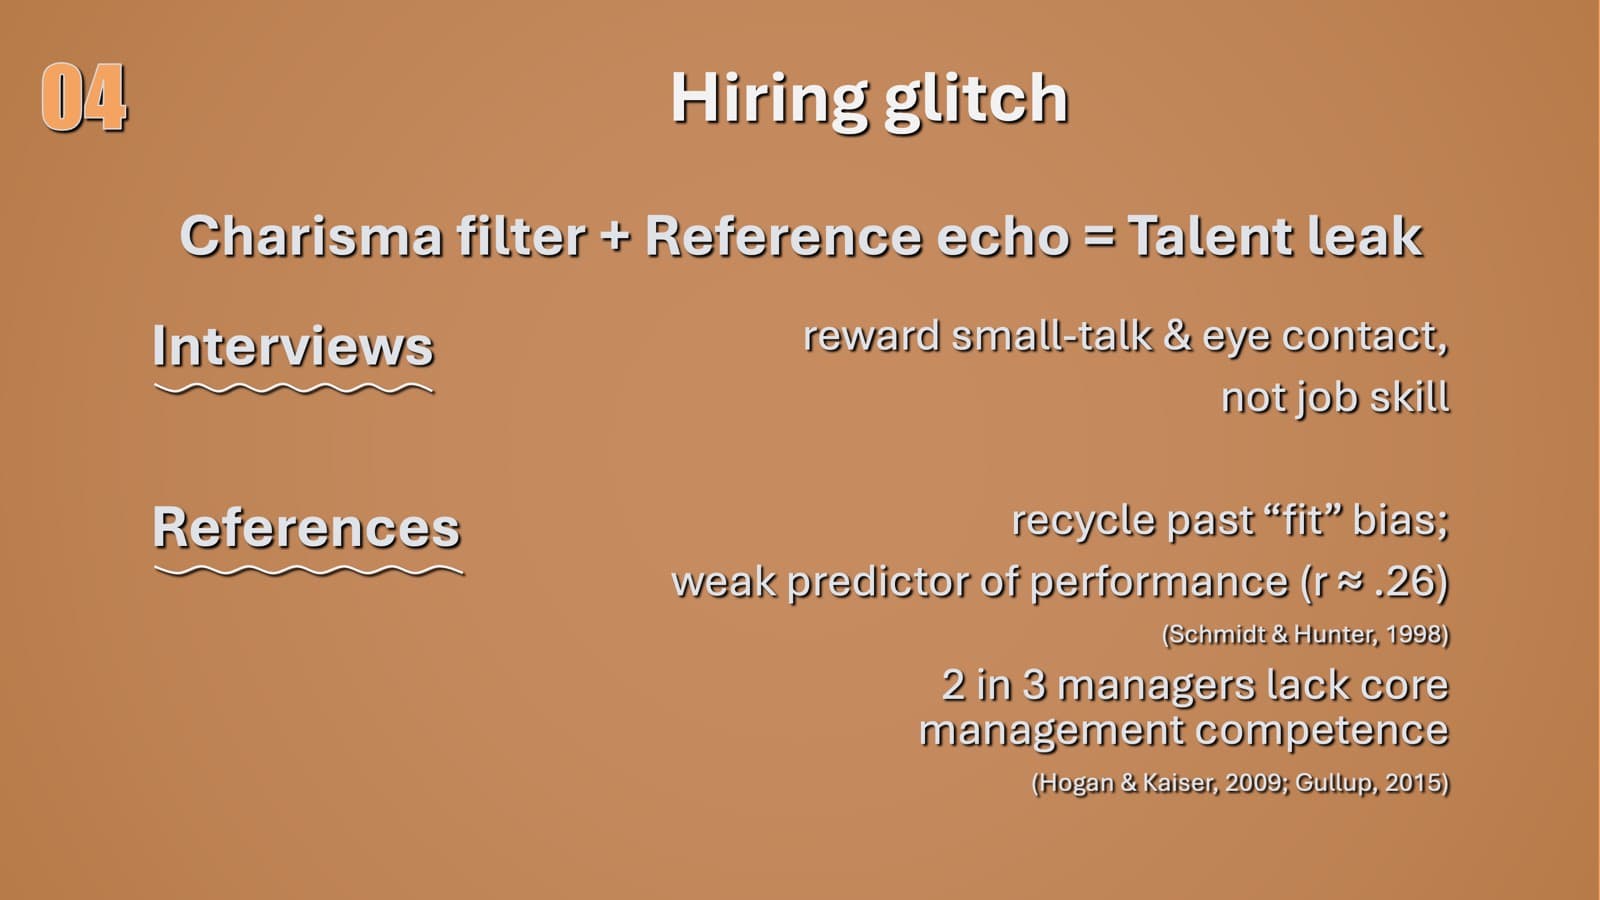 04
Hiring glitch
Charisma filter + Reference echo = Talent leak
Interviews
reward small-talk & eye contact,
not job skill
References
recycle past “fit” bias;
weak predictor of performance (r ≈ .26)
(Schmidt & Hunter, 1998)
2 in 3 managers lack core
management competence
(Hogan & Kaiser, 2009; Gullup, 2015)